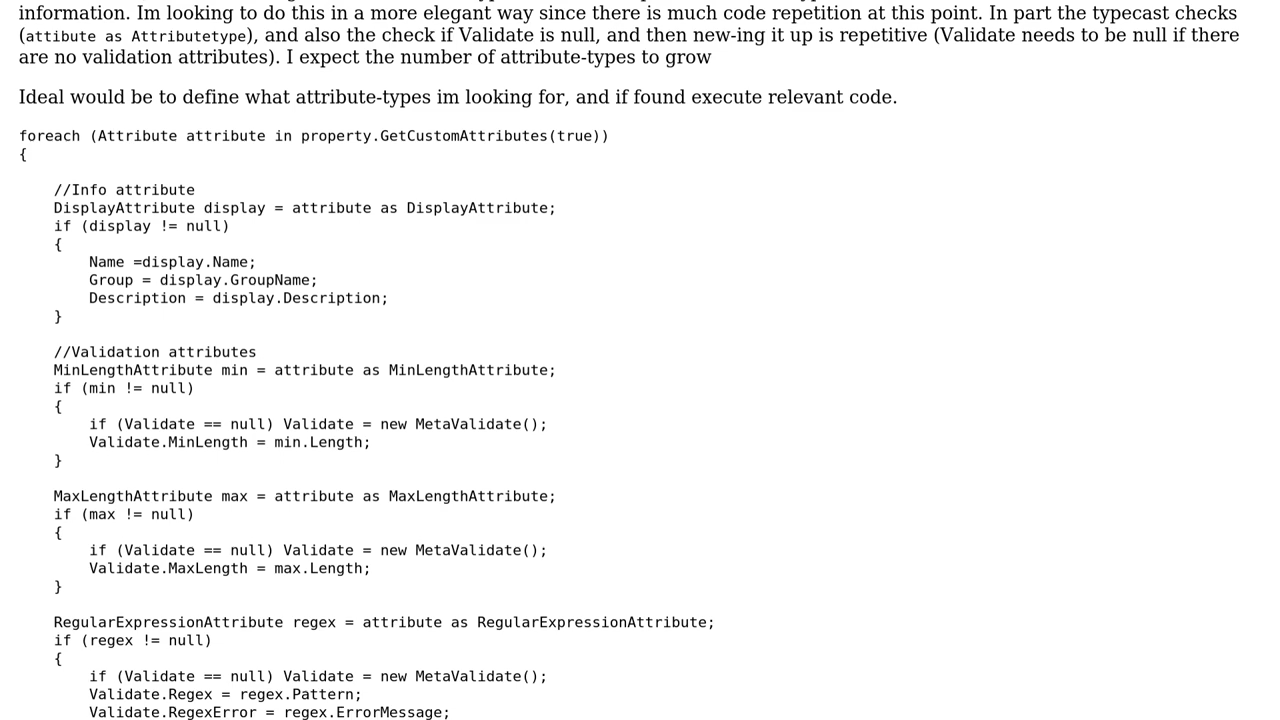 information. Im looking to do this in a more elegant way since there is much code repetition at this point. In part the typecast checks
(attibute as Attributetype), and also the check if Validate is null, and then new-ing it up is repetitive (Validate needs to be null if there
are no validation attributes). I expect the number of attribute-types to grow
Ideal would be to define what attribute-types im looking for, and if found execute relevant code.
foreach (Attribute attribute in property.GetCustomAttributes(true))
{
//Info attribute
DisplayAttribute display = attribute as DisplayAttribute;
if (display != null)
{
Name =display.Name;
Group = display.GroupName;
Description = display.Description;
}
//Validation attributes
MinLengthAttribute min = attribute as MinLengthAttribute;
if (min != null)
{
if (Validate == null) Validate = new MetaValidate();
Validate.MinLength = min.Length;
}
MaxLengthAttribute max = attribute as MaxLengthAttribute;
if (max != null)
{
if (Validate == null) Validate = new MetaValidate();
Validate.MaxLength = max.Length;
}
RegularExpressionAttribute regex = attribute as RegularExpressionAttribute;
if (regex != null)
{
if (Validate == null) Validate = new MetaValidate();
Validate.Regex = regex.Pattern;
Validate.RegexError = regex.ErrorMessage;